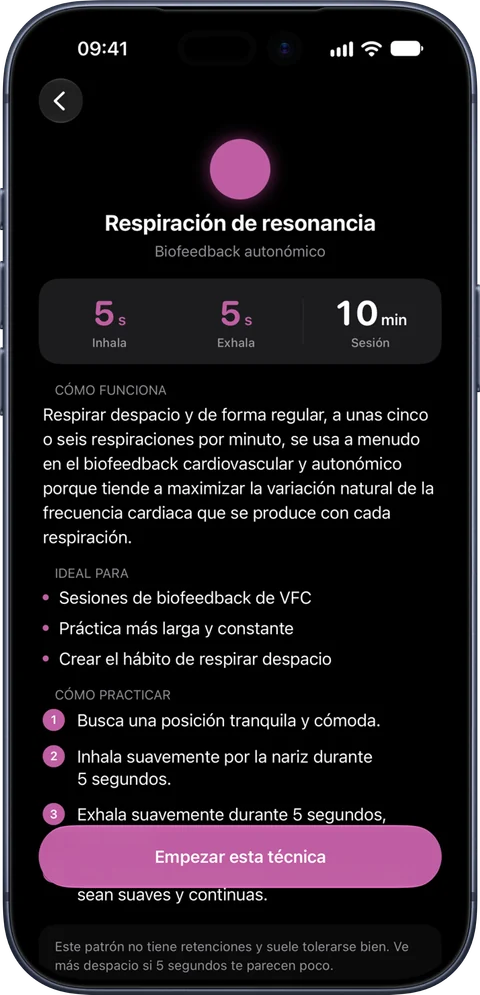 09:41
Respiración de resonancia
Biofeedback autonómico
5 s
Inhala
5 s
Exhala
10 min
Sesión
CÓMO FUNCIONA
Respirar despacio y de forma regular, a unas cinco
o seis respiraciones por minuto, se usa a menudo
en el biofeedback cardiovascular y autonómico
porque tiende a maximizar la variación natural de la
frecuencia cardiaca que se produce con cada
respiración.
IDEAL PARA
Sesiones de biofeedback de VFC
Práctica más larga y constante
Crear el hábito de respirar despacio
CÓMO PRACTICAR
1 Busca una posición tranquila y cómoda.
2 Inhala suavemente por la nariz durante
5 segundos.
3 Exhala suavemente durante 5 segundos,
Empezar esta técnica
sean suaves y continuas.
Este patrón no tiene retenciones y suele tolerarse bien. Ve
más despacio si 5 segundos te parecen poco.